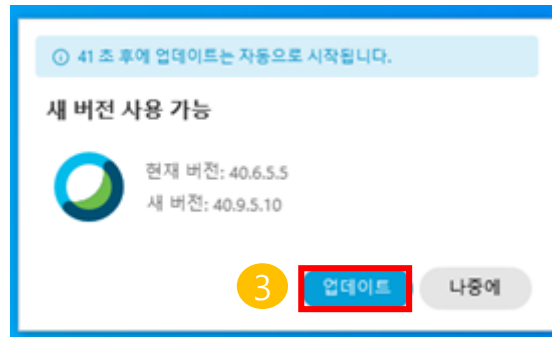 41 초 후에 업데이트는 자동으로 시작됩니다.
새 버전 사용 가능
현재 버전: 40.6.5.5
새 버전: 40.9.5.10
3 업데이트 나중에